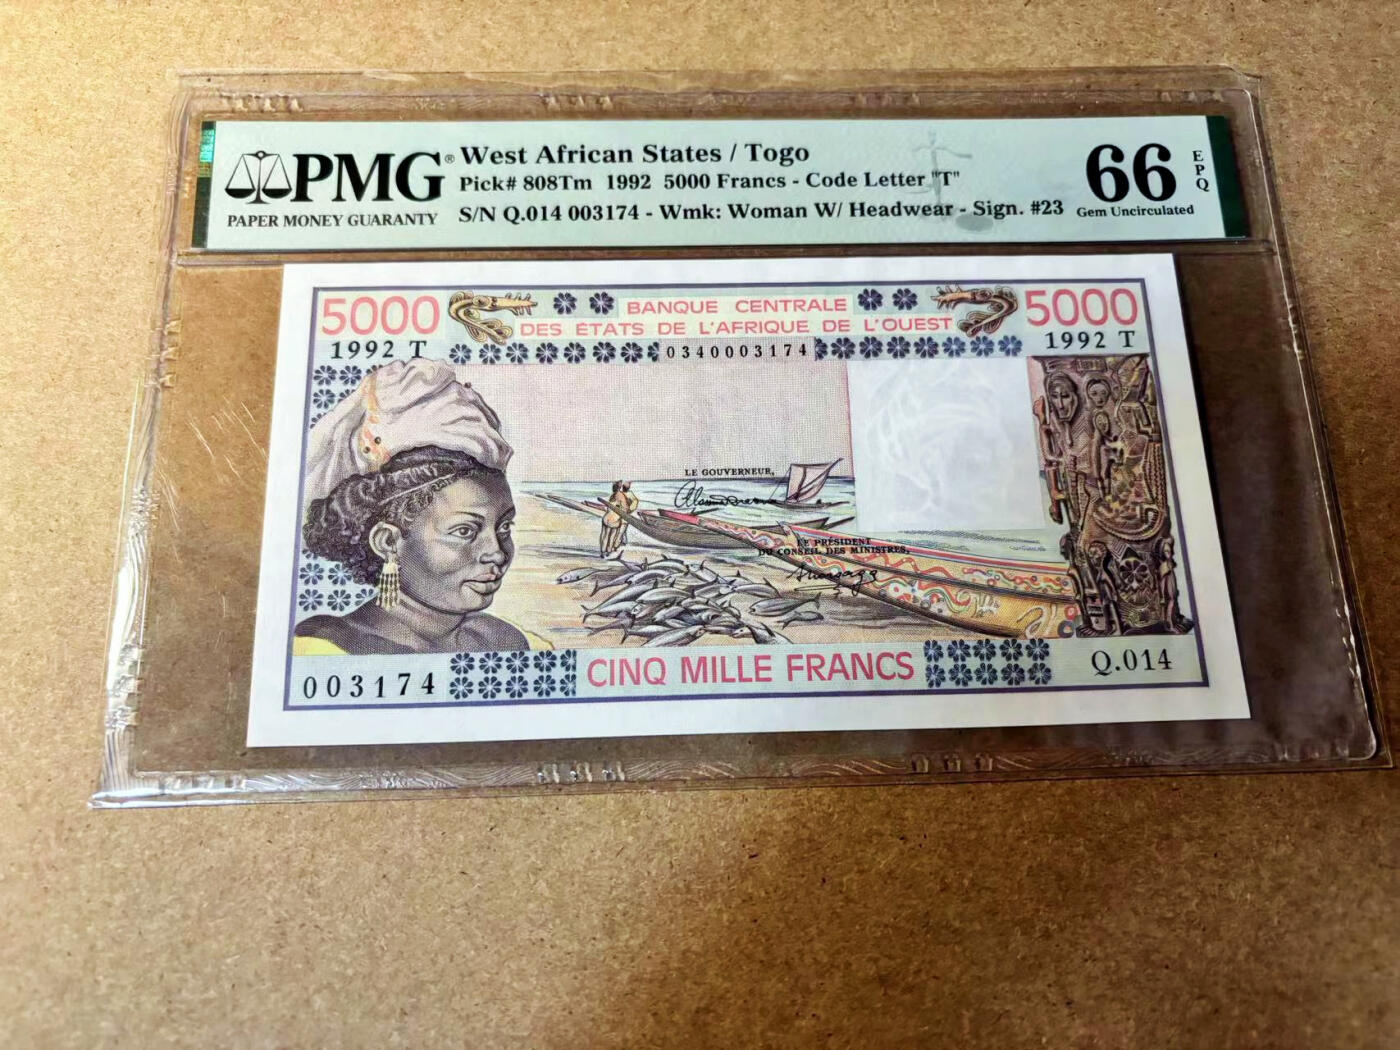 PMG®
PAPER MONEY GUARANTY
West African States / Togo
Pick# 808Tm 1992 5000 Francs - Code Letter "T"
S/N Q.014 003174 - Wmk: Woman W/ Headwear - Sign. #23
66
Gem Uncirculated
EPQ
5000
BANQUE CENTRALE
DES ÉTATS DE L'AFRIQUE DE L'OUEST
5000
1992 T
0340003174
1992 T
LE GOUVERNEUR,
LE PRÉSIDENT
DU CONSEIL DES MINISTRES,
003174
CINQ MILLE FRANCS
Q.014